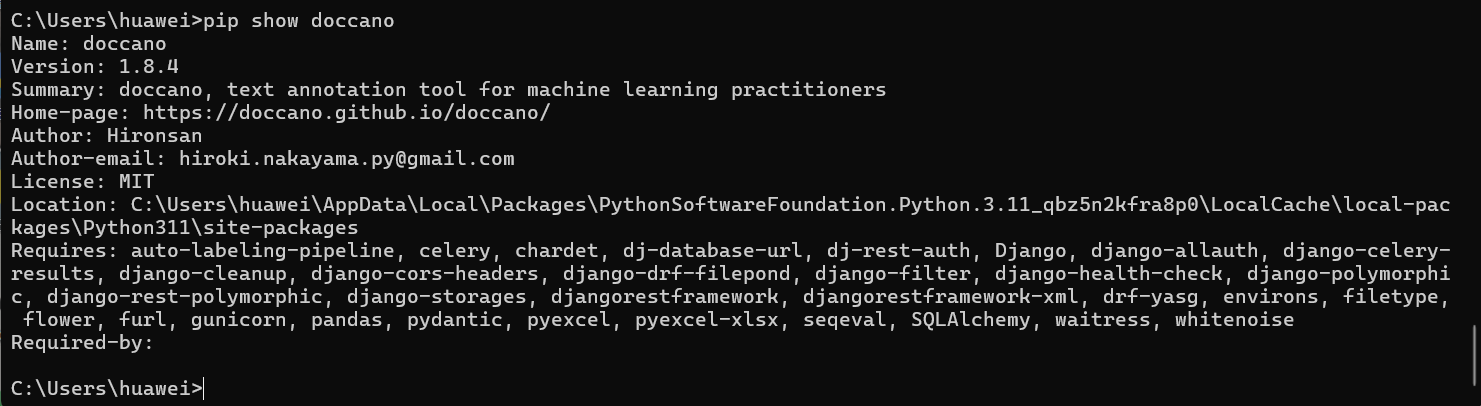 C:\Users\huawei>pip show doccano
Name: doccano
Version: 1.8.4
Summary: doccano, text annotation tool for machine learning practitioners
Home-page: https://doccano.github.io/doccano/
Author: Hironsan
Author-email: hiroki.nakayama.py@gmail.com
License: MIT
Location: C:\Users\huawei\AppData\Local\Packages\PythonSoftwareFoundation.Python.3.11_qbz5n2kfra8p0\LocalCache\local-pac
kages\Python311\site-packages
Requires: auto-labeling-pipeline, celery, chardet, dj-database-url, dj-rest-auth, Django, django-allauth, django-celery-
results, django-cleanup, django-cors-headers, django-drf-filepond, django-filter, django-health-check, django-polymorphi
c, django-rest-polymorphic, django-storages, djangorestframework, djangorestframework-xml, drf-yasg, environs, filetype,
 flower, furl, gunicorn, pandas, pydantic, pyexcel, pyexcel-xlsx, seqeval, SQLAlchemy, waitress, whitenoise
Required-by:
C:\Users\huawei>